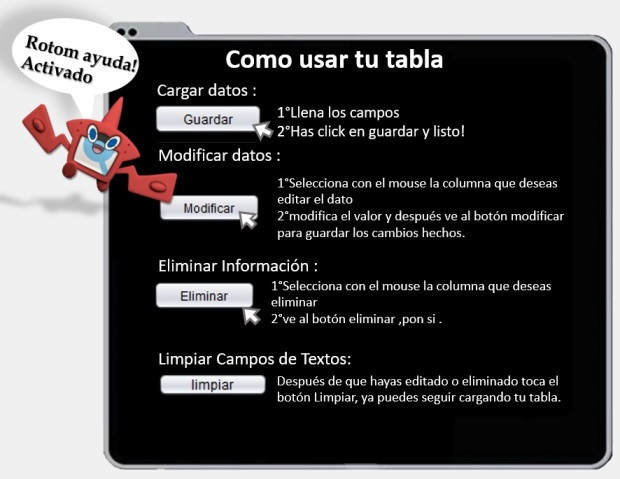 Rotom ayuda!
Activado
Como usar tu tabla
Cargar datos :
Guardar
1°Llena los campos
2°Has click en guardar y listo!
Modificar datos :
Modificar
1°Selecciona con el mouse la columna que deseas
editar el dato
2°modifica el valor y después ve al botón modificar
para guardar los cambios hechos.
Eliminar Información :
Eliminar
1°Selecciona con el mouse la columna que deseas
eliminar
2°ve al botón eliminar ,pon si .
Limpiar Campos de Textos:
limpiar
Después de que hayas editado o eliminado toca el
botón Limpiar, ya puedes seguir cargando tu tabla.